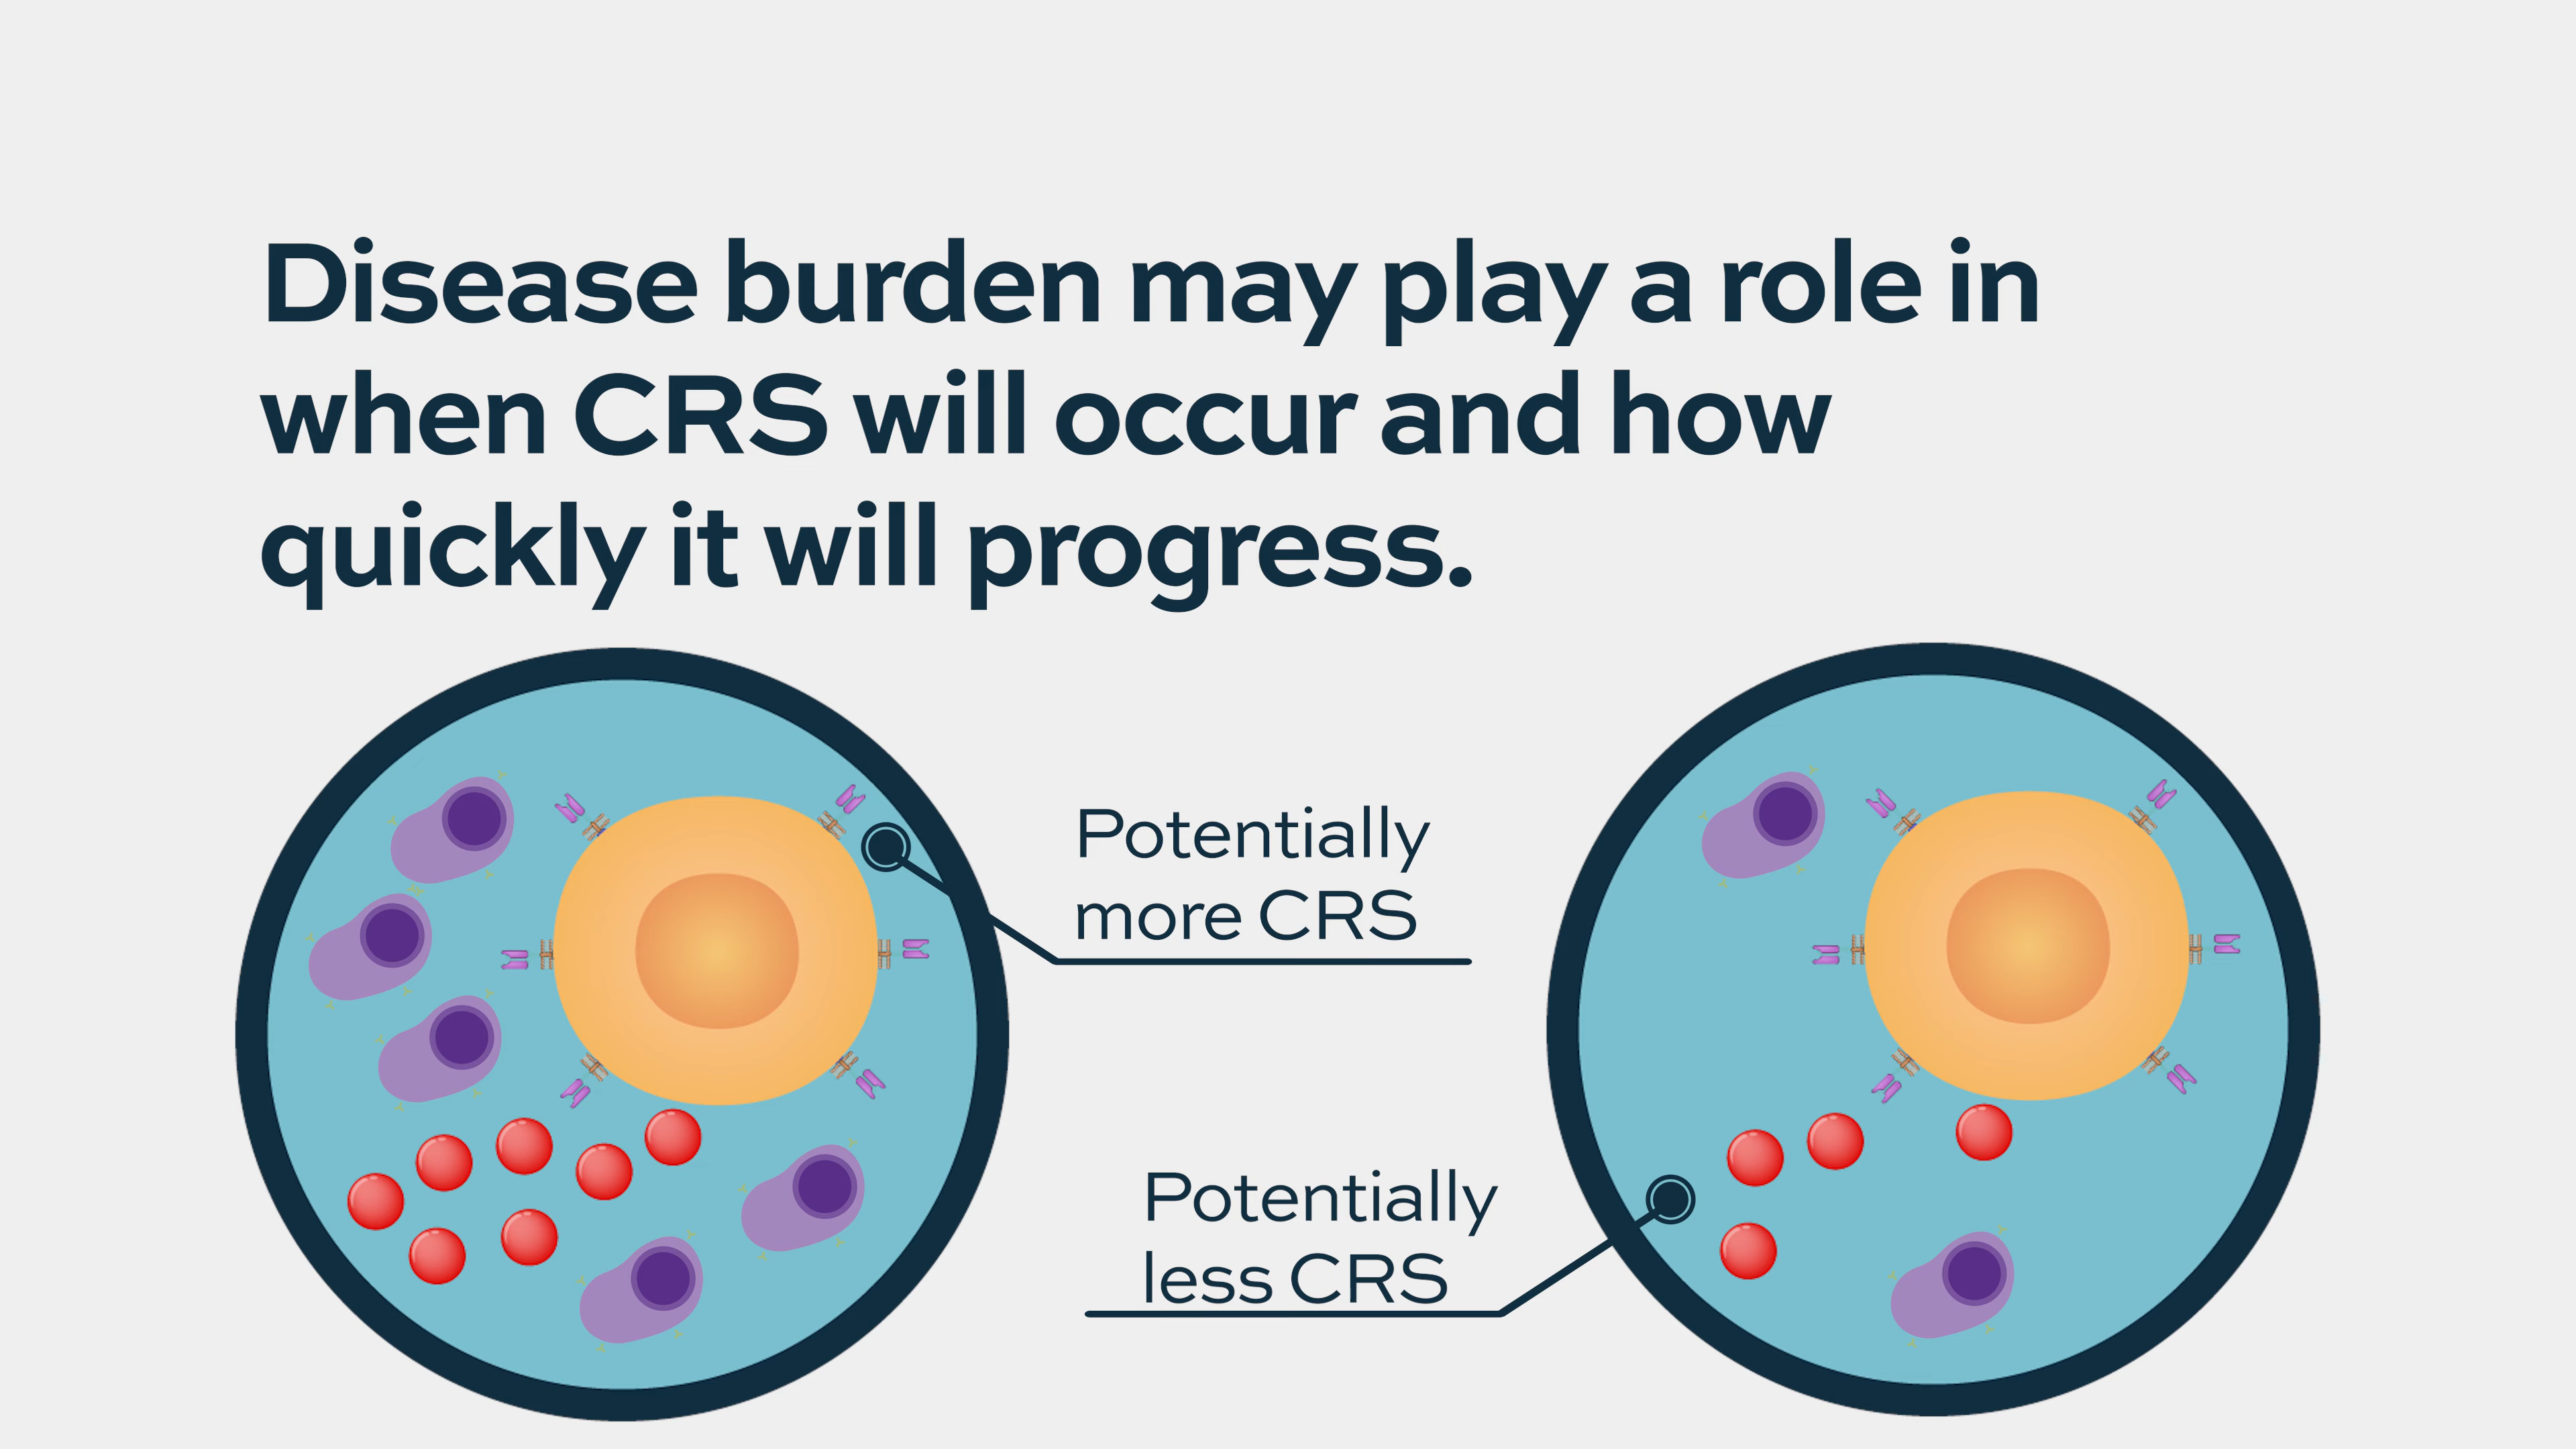 Disease burden may play a role in
when CRS will occur and how
quickly it will progress.
Potentially
more CRS
Potentially
less CRS